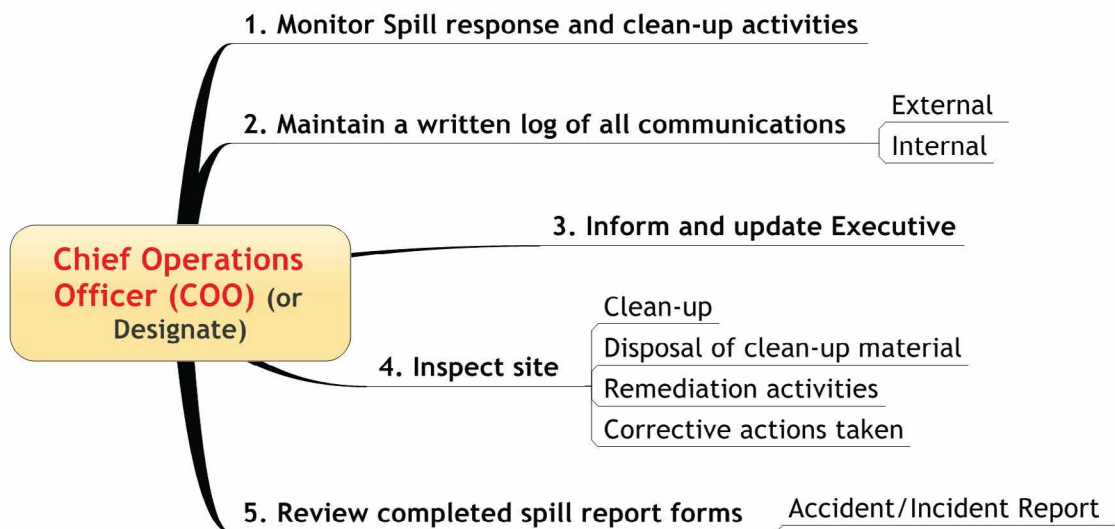 1. Monitor Spill response and clean-up activities
2. Maintain a written log of all communications
External
Internal
3. Inform and update Executive
Chief Operations
Officer (COO) (or
Designate)
4. Inspect site
Clean-up
Disposal of clean-up material
Remediation activities
Corrective actions taken
5. Review completed spill report forms
Accident/Incident Report